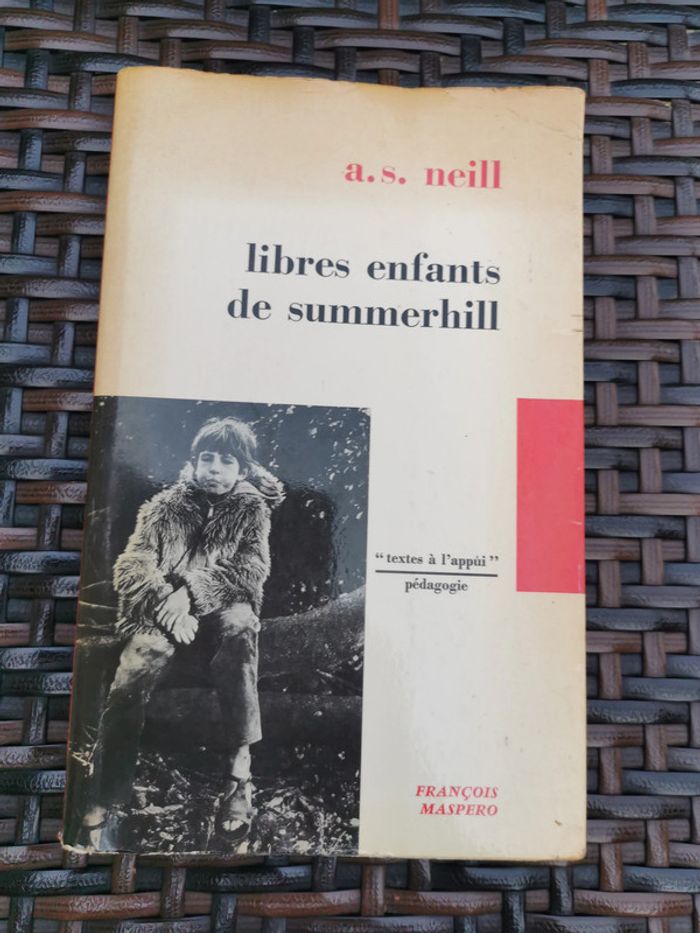 a.s. neill
libres enfants
de summerhill
“textes à l'appui”
pédagogie
FRANÇOIS
MASPERO